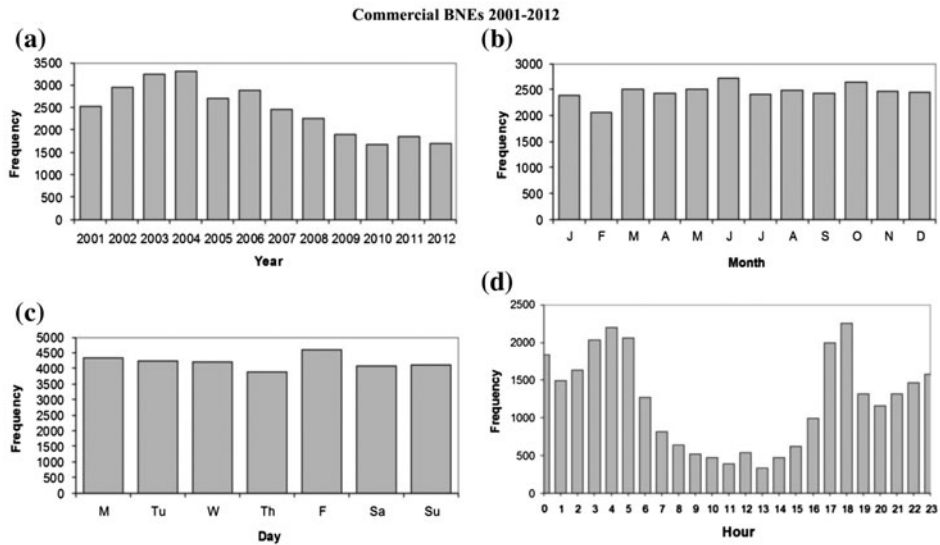 Commercial BNEs 2001-2012
(a)
3500
3000
2500
2000
1500
1000
500
0
Frequency
2001 2002 2003 2004 2005 2006 2007 2008 2009 2010 2011 2012
Year
(b)
3000
2500
2000
1500
1000
500
0
Frequency
J F M A M J J A S O N D
Month
(c)
5000
4500
4000
3500
3000
2500
2000
1500
1000
500
0
Frequency
M Tu W Th F Sa Su
Day
(d)
2500
2000
1500
1000
500
0
Frequency
0 1 2 3 4 5 6 7 8 9 10 11 12 13 14 15 16 17 18 19 20 21 22 23
Hour